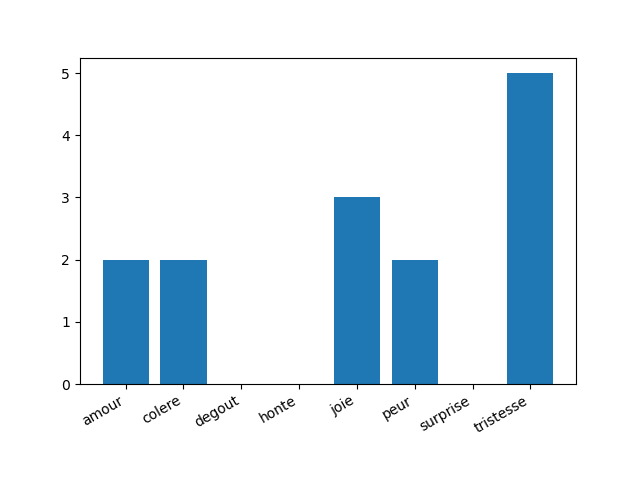 5
4
3
2
1
0
amour
colere
degout
honte
joie
peur
surprise
tristesse